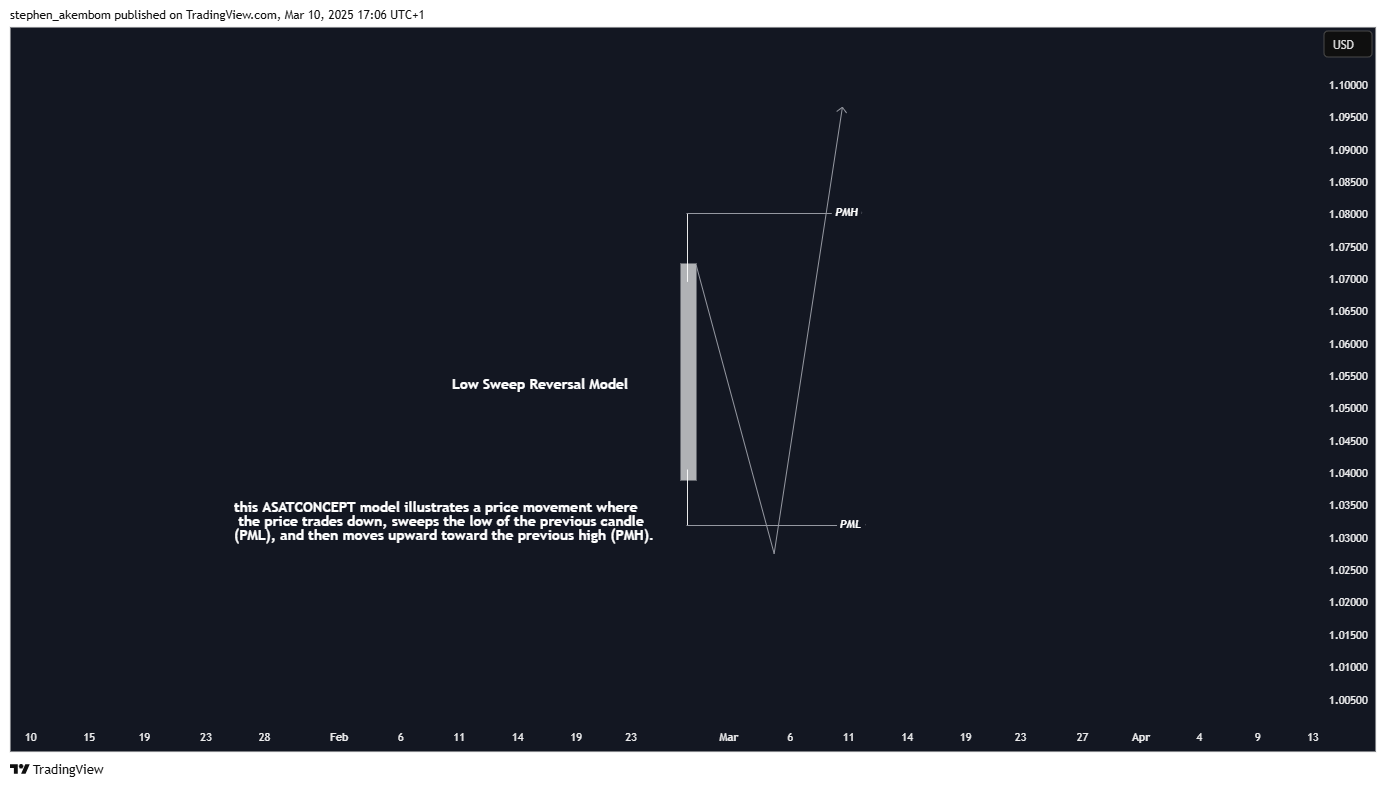 stephen_akembom published on TradingView.com, Mar 10, 2025 17:06 UTC+1
USD
1.10000
1.09500
1.09000
1.08500
PMH
1.08000
1.07500
1.07000
1.06500
1.06000
1.05500
Low Sweep Reversal Model
1.05000
1.04500
1.04000
this ASATCONCEPT model illustrates a price movement where
the price trades down, sweeps the low of the previous candle
(PML), and then moves upward toward the previous high (PMH).
1.03500
PML
1.03000
1.02500
1.02000
1.01500
1.01000
1.00500
10 15 19 23 28 Feb 6 11 14 19 23 Mar 6 11 14 19 23 27 Apr 4 9 13
TradingView